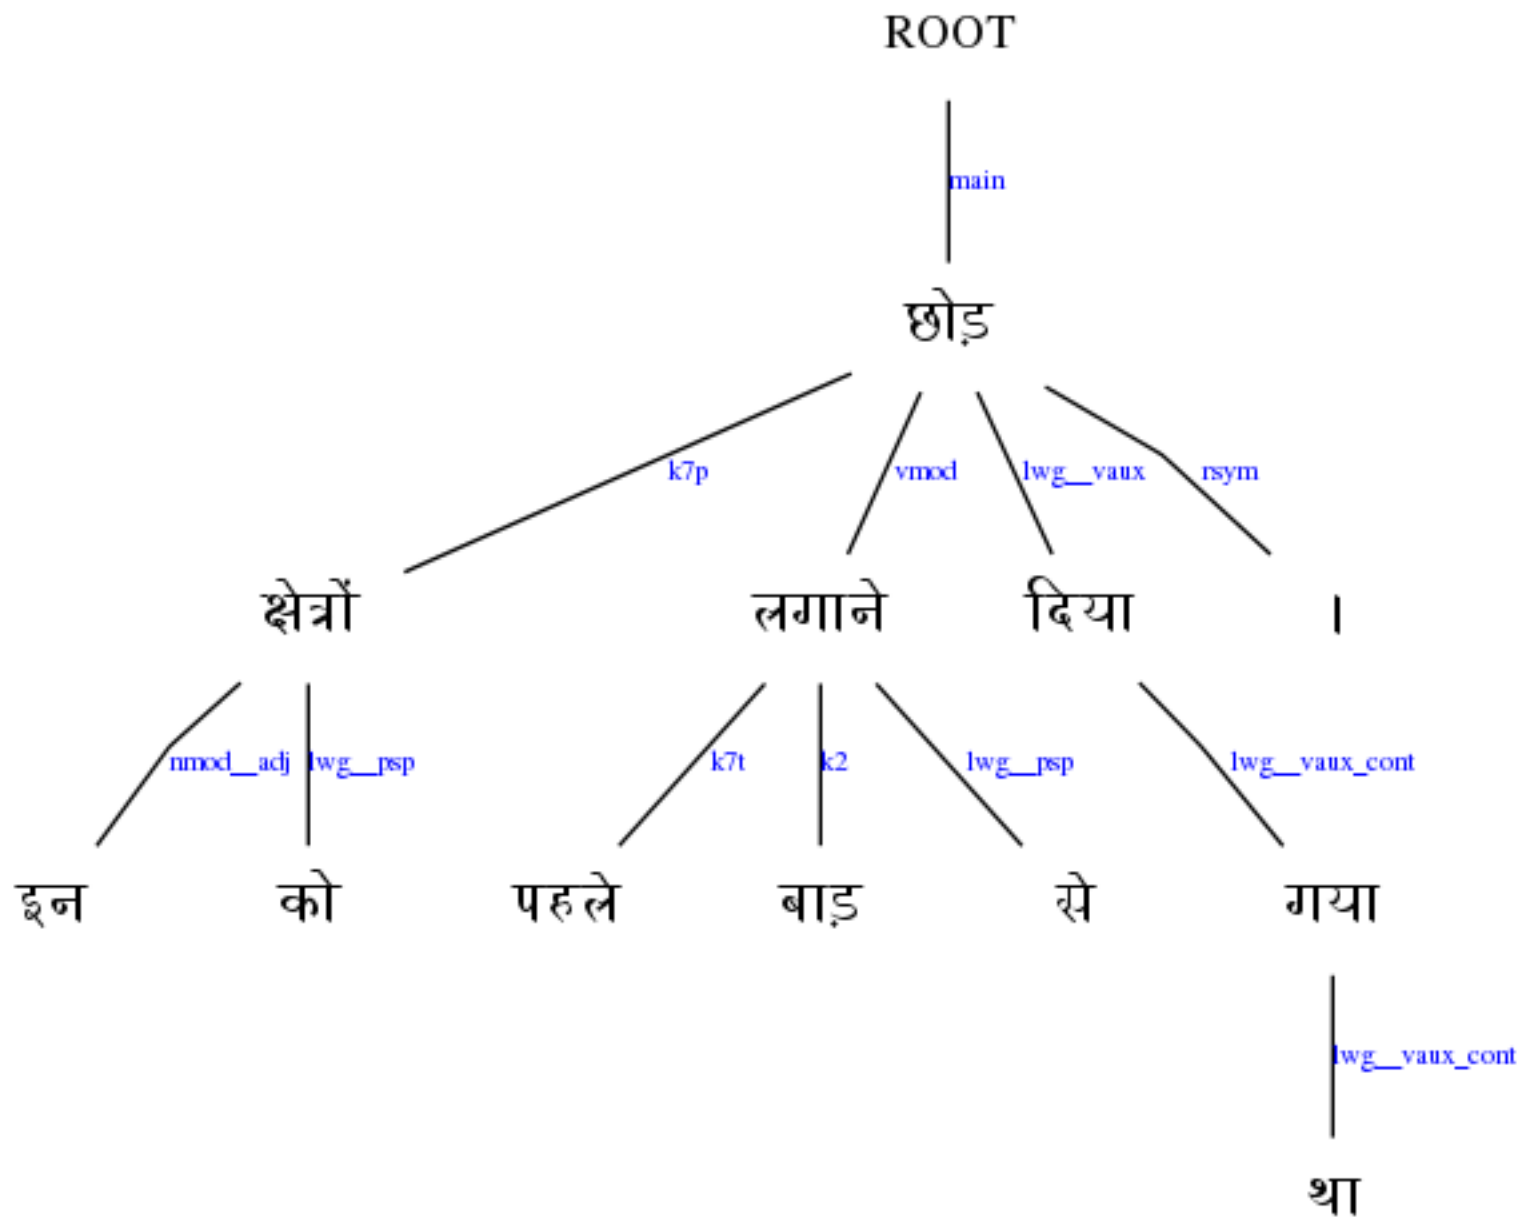 ROOT
main
छोड़
k7p vmod lwg__vaux rsym
क्षेत्रों लगाने दिया ।
nmod__adj lwg__psp k7t k2 lwg__psp lwg__vaux_cont
इन को पहले बाड़ से गया
lwg__vaux_cont
था